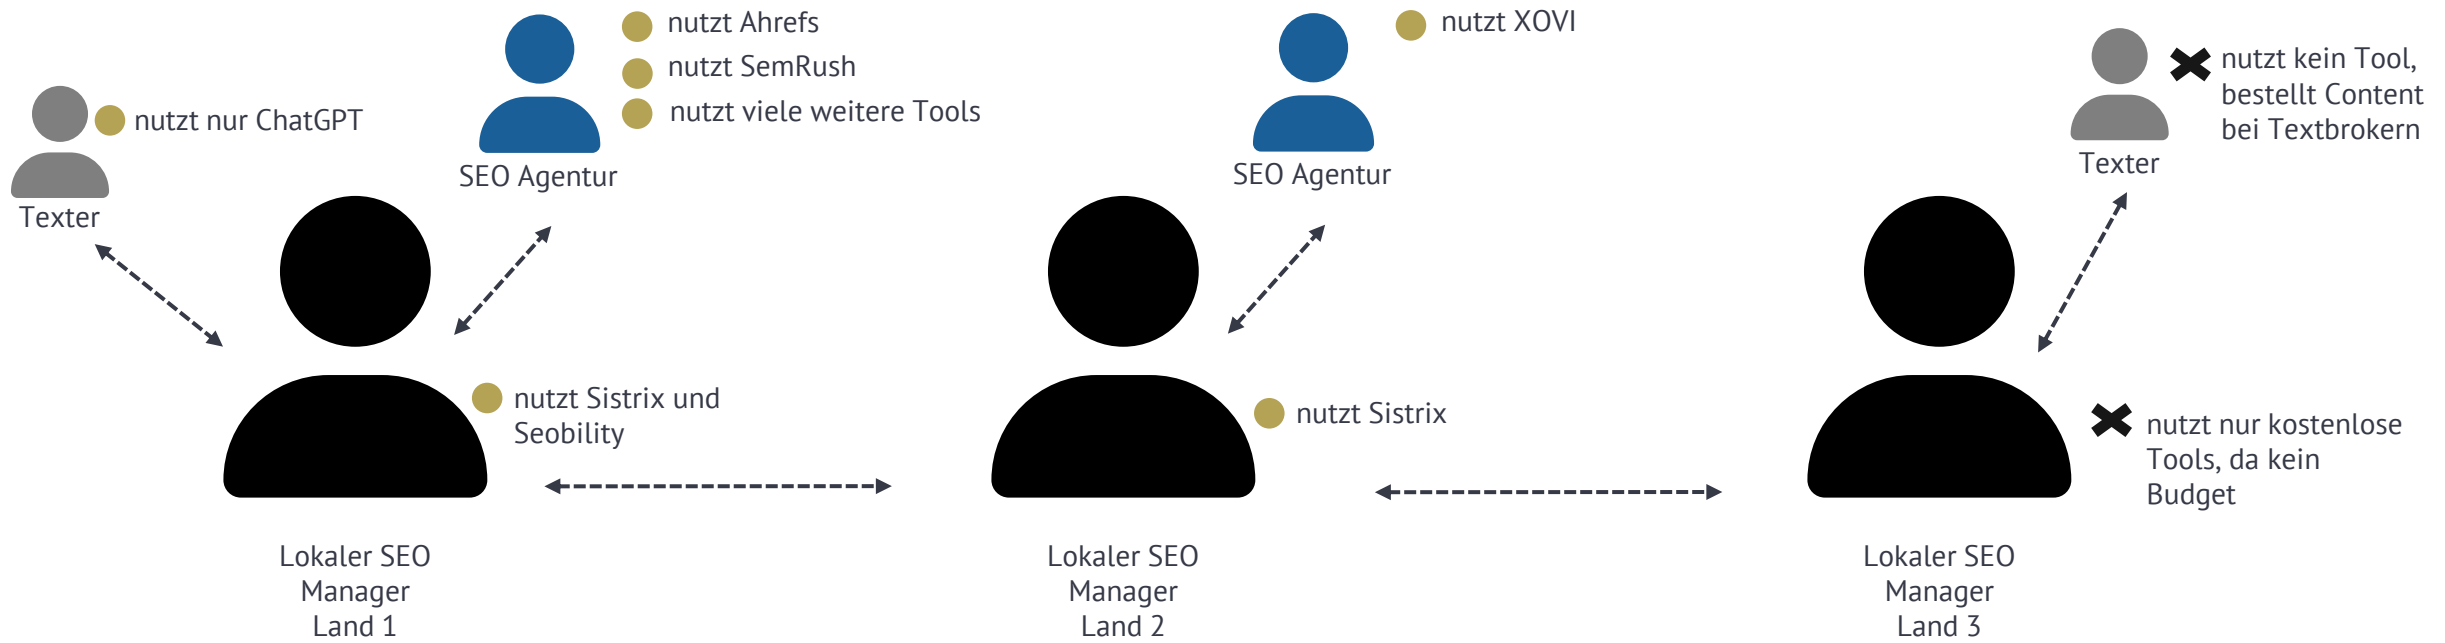 nutzt nur ChatGPT
Texter
nutzt Ahrefs
nutzt SemRush
nutzt viele weitere Tools
SEO Agentur
nutzt Sistrix und
Seobility
Lokaler SEO
Manager
Land 1
nutzt XOVI
SEO Agentur
nutzt Sistrix
Lokaler SEO
Manager
Land 2
nutzt kein Tool,
bestellt Content
bei Textbrokern
Texter
nutzt nur kostenlose
Tools, da kein
Budget
Lokaler SEO
Manager
Land 3